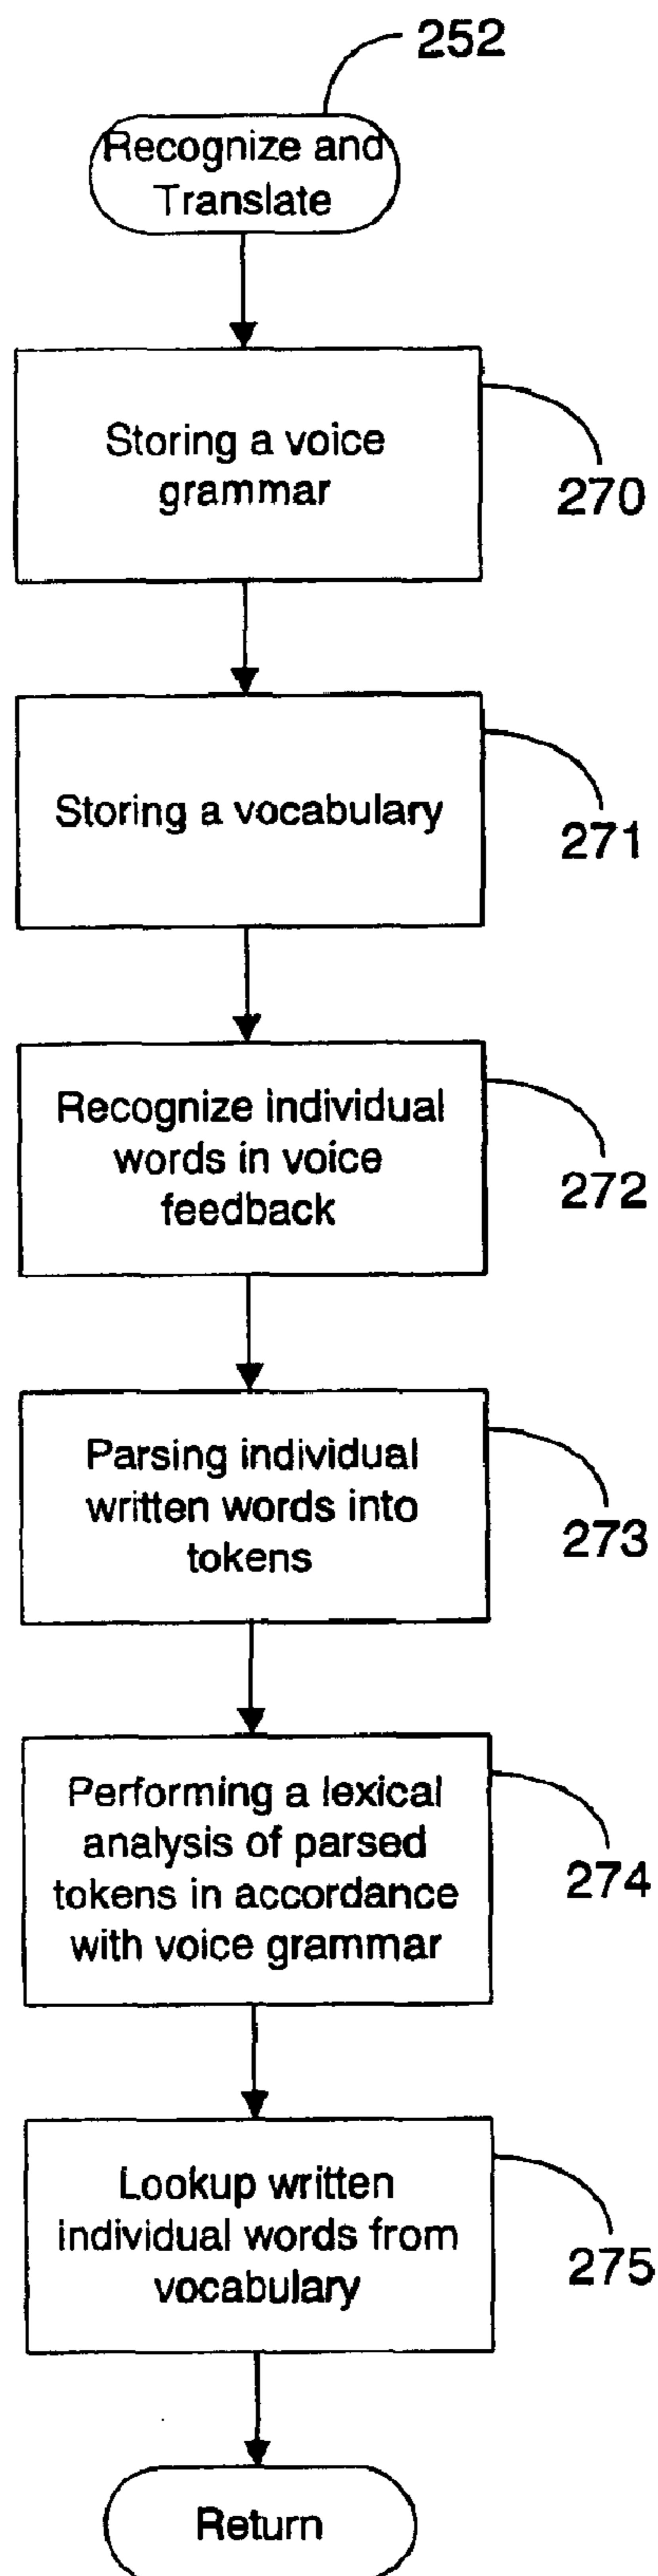 252
Recognize and
Translate
Storing a voice
grammar
270
Storing a vocabulary
271
Recognize individual
words in voice
feedback
272
Parsing individual
written words into
tokens
273
Performing a lexical
analysis of parsed
tokens in accordance
with voice grammar
274
Lookup written
individual words from
vocabulary
275
Return